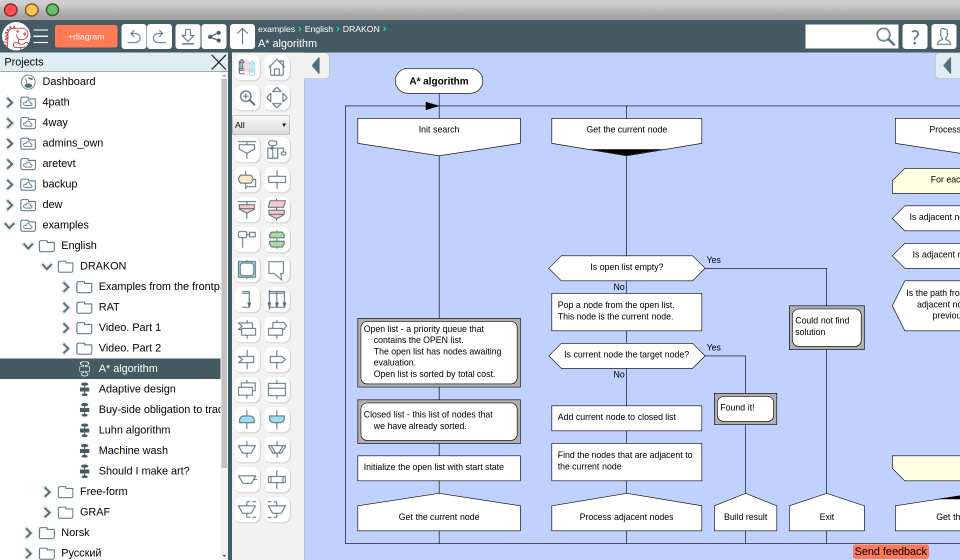 +diagram
examples › English › DRAKON ›
A* algorithm
?
Projects
Dashboard
4path
4way
admins_own
aretevt
backup
dew
examples
English
DRAKON
Examples from the frontp
RAT
Video. Part 1
Video. Part 2
A* algorithm
Adaptive design
Buy-side obligation to trad
Luhn algorithm
Machine wash
Should I make art?
Free-form
GRAF
Norsk
Русский
All
A* algorithm
Init search
Open list - a priority queue that
contains the OPEN list.
The open list has nodes awaiting
evaluation.
Open list is sorted by total cost.
Closed list - this list of nodes that
we have already sorted.
Initialize the open list with start state
Get the current node
Get the current node
Is open list empty?
Yes
No
Pop a node from the open list.
This node is the current node.
Is current node the target node?
Yes
No
Add current node to closed list
Find the nodes that are adjacent to
the current node
Process adjacent nodes
Found it!
Build result
Could not find
solution
Exit
Process
For eac
Is adjacent no
Is adjacent n
Is the path fro
adjacent no
previou
Get th
Send feedback